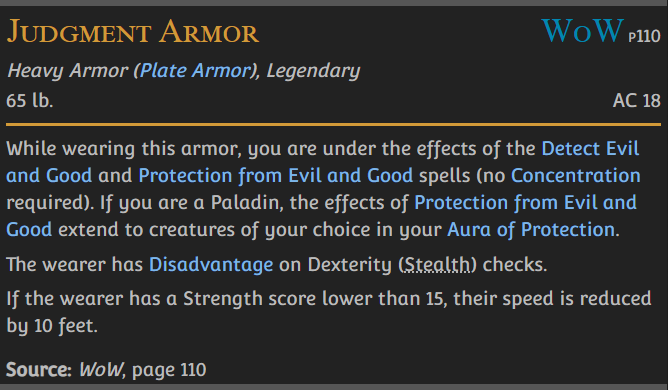 Judgment Armor WoW P110
Heavy Armor (Plate Armor), Legendary
65 lb. AC 18
While wearing this armor, you are under the effects of the Detect Evil
and Good and Protection from Evil and Good spells (no Concentration
required). If you are a Paladin, the effects of Protection from Evil and
Good extend to creatures of your choice in your Aura of Protection.
The wearer has Disadvantage on Dexterity (Stealth) checks.
If the wearer has a Strength score lower than 15, their speed is reduced
by 10 feet.
Source: WoW, page 110